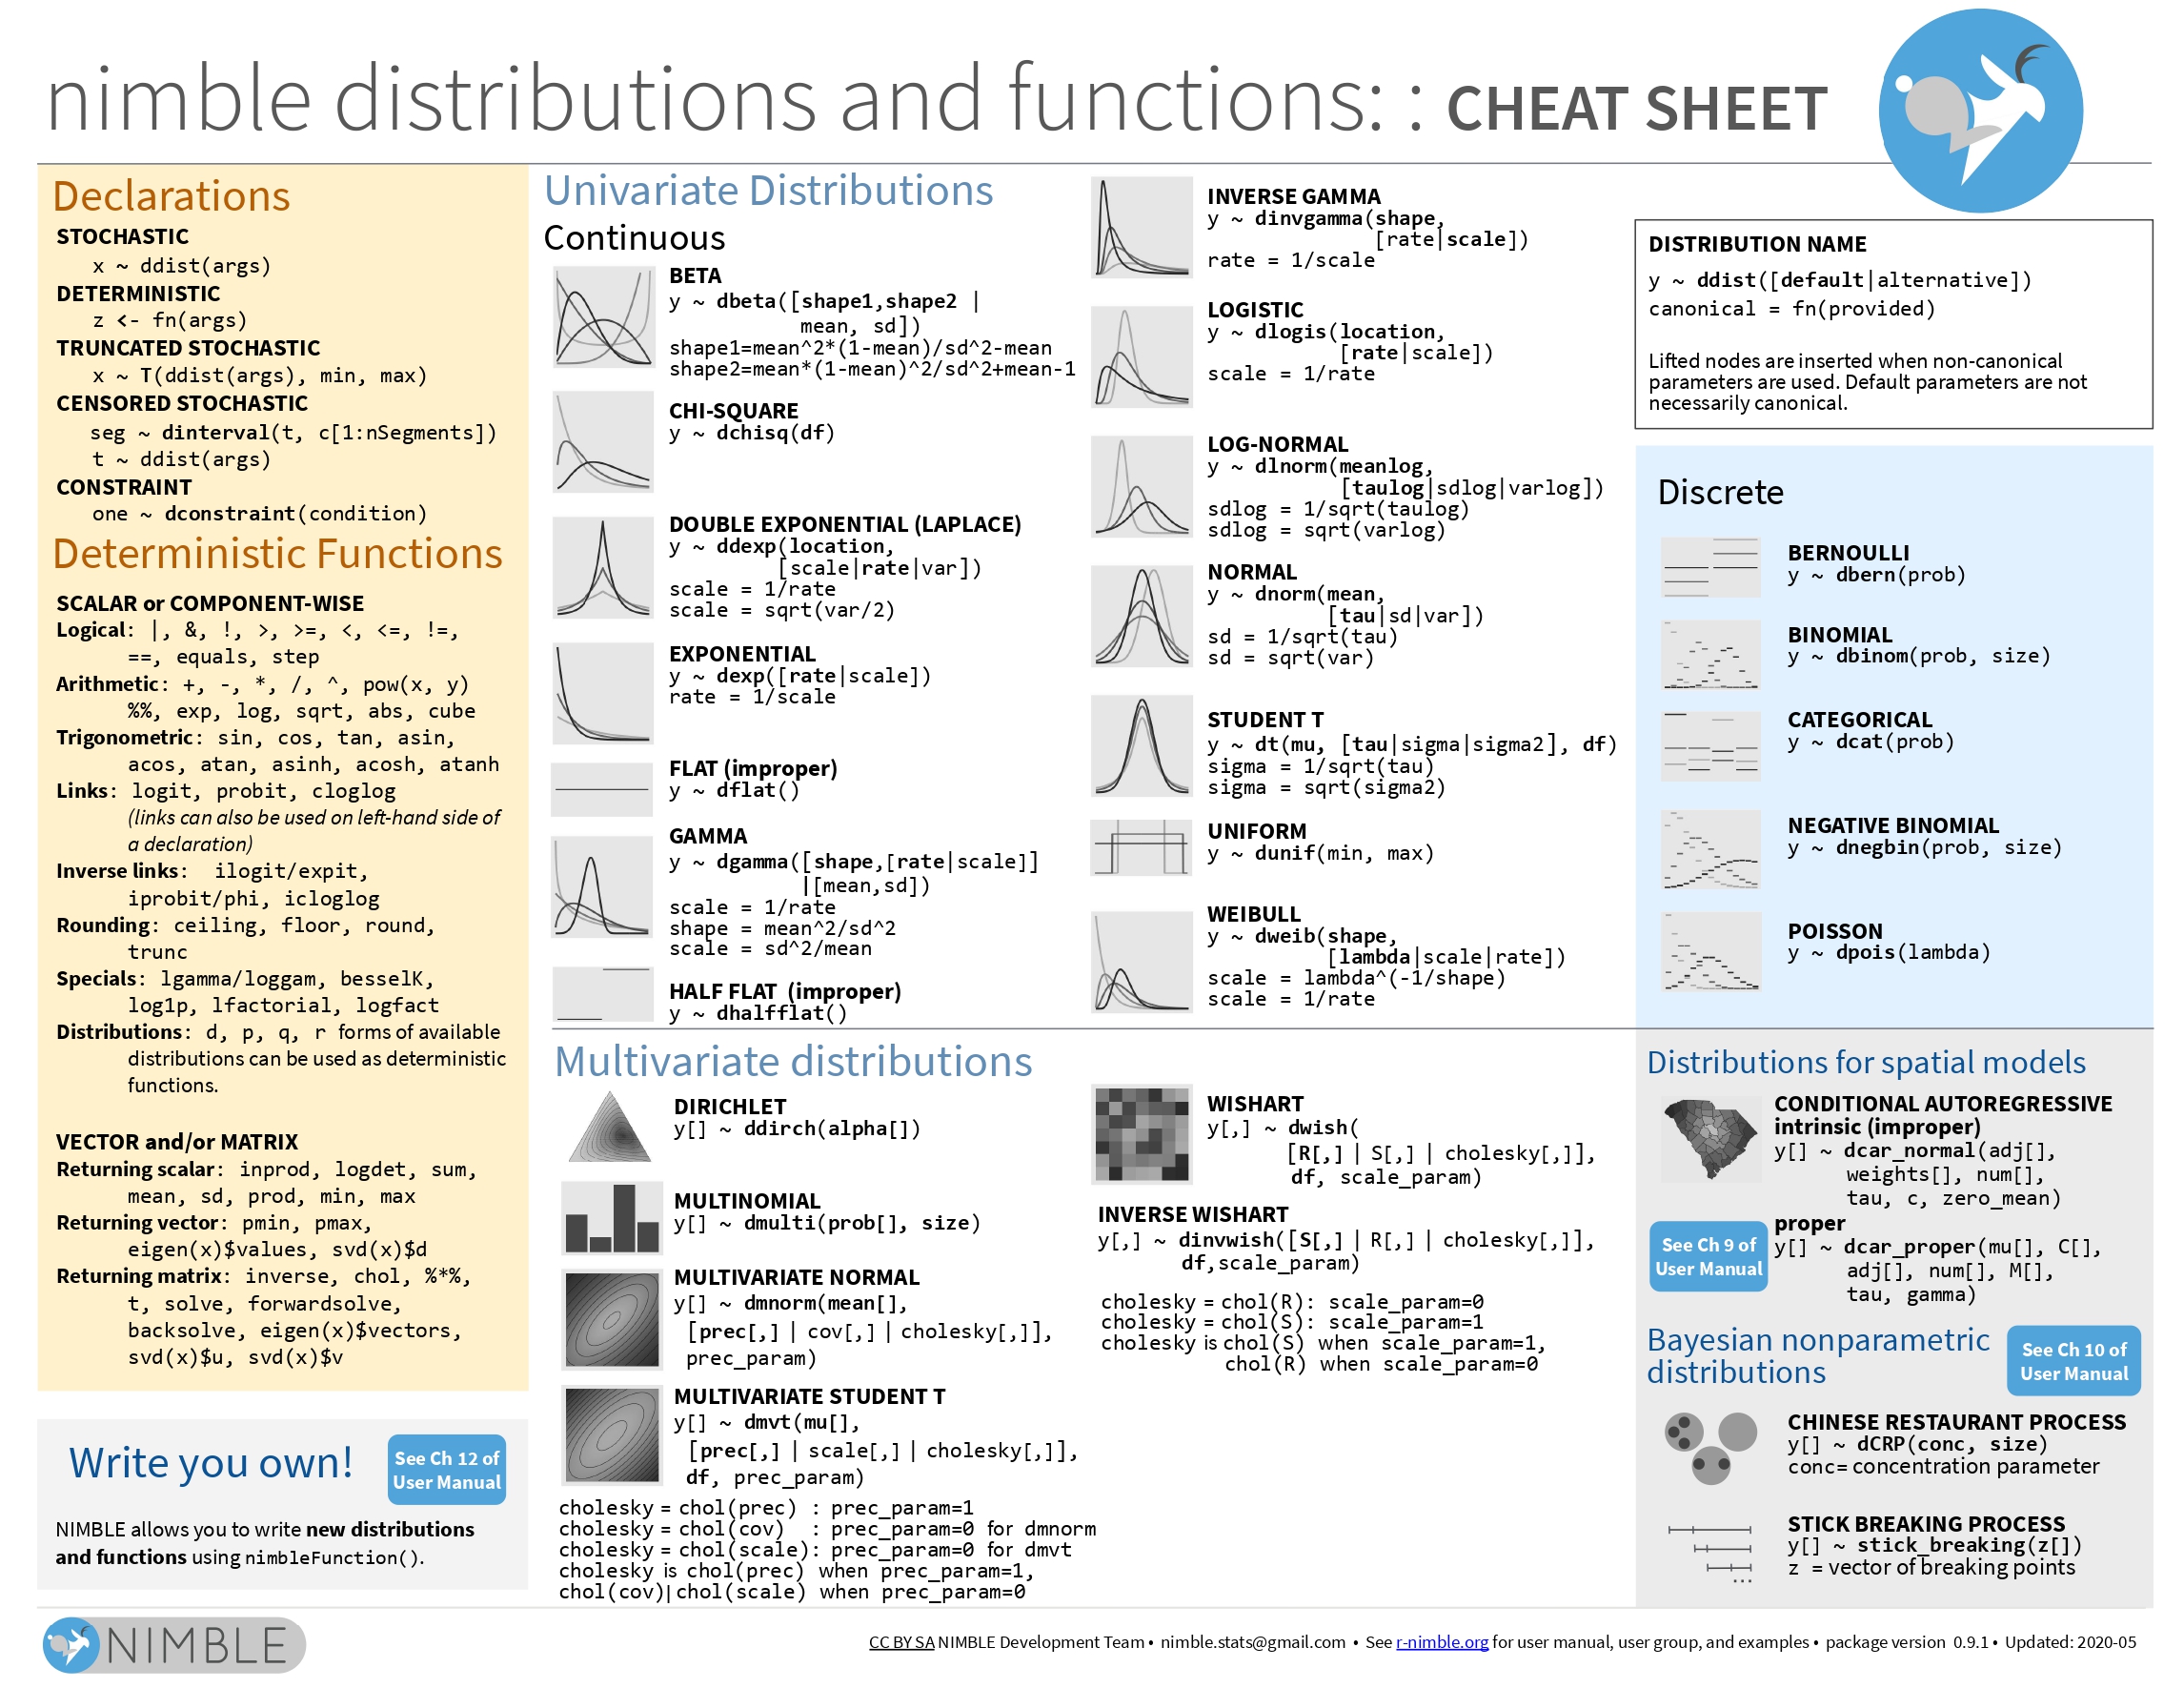 nimble distributions and functions: : CHEAT SHEET
Declarations
STOCHASTIC
x ~ ddist(args)
DETERMINISTIC
z <- fn(args)
TRUNCATED STOCHASTIC
x ~ T(ddist(args), min, max)
CENSORED STOCHASTIC
seg ~ dinterval(t, c[1:nSegments])
t ~ ddist(args)
CONSTRAINT
one ~ dconstraint(condition)
Deterministic Functions
SCALAR or COMPONENT-WISE
Logical: |, &, !, >, >=, <, <=, !=,
==, equals, step
Arithmetic: +, -, *, /, ^, pow(x, y)
%%, exp, log, sqrt, abs, cube
Trigonometric: sin, cos, tan, asin,
acos, atan, asinh, acosh, atanh
Links: logit, probit, cloglog
(links can also be used on left-hand side of
a declaration)
Inverse links: ilogit/expit,
iprobit/phi, icloglog
Rounding: ceiling, floor, round,
trunc
Specials: lgamma/loggam, besselK,
log1p, lfactorial, logfact
Distributions: d, p, q, r forms of available
distributions can be used as deterministic
functions.
VECTOR and/or MATRIX
Returning scalar: inprod, logdet, sum,
mean, sd, prod, min, max
Returning vector: pmin, pmax,
eigen(x)$values, svd(x)$d
Returning matrix: inverse, chol, %*%,
t, solve, forwardsolve,
backsolve, eigen(x)$vectors,
svd(x)$u, svd(x)$v
Write you own!
See Ch 12 of
User Manual
NIMBLE allows you to write new distributions
and functions using nimbleFunction().
Univariate Distributions
Continuous
BETA
y ~ dbeta([shape1,shape2 |
mean, sd])
shape1=mean^2*(1-mean)/sd^2-mean
shape2=mean*(1-mean)^2/sd^2+mean-1
CHI-SQUARE
y ~ dchisq(df)
DOUBLE EXPONENTIAL (LAPLACE)
y ~ ddexp(location,
[scale|rate|var])
scale = 1/rate
scale = sqrt(var/2)
EXPONENTIAL
y ~ dexp([rate|scale])
rate = 1/scale
FLAT (improper)
y ~ dflat()
GAMMA
y ~ dgamma([shape,[rate|scale]]
|[mean,sd])
scale = 1/rate
shape = mean^2/sd^2
scale = sd^2/mean
HALF FLAT (improper)
y ~ dhalfflat()
INVERSE GAMMA
y ~ dinvgamma(shape,
[rate|scale])
rate = 1/scale
LOGISTIC
y ~ dlogis(location,
[rate|scale])
scale = 1/rate
LOG-NORMAL
y ~ dlnorm(meanlog,
[taulog|sdlog|varlog])
sdlog = 1/sqrt(taulog)
sdlog = sqrt(varlog)
NORMAL
y ~ dnorm(mean,
[tau|sd|var])
sd = 1/sqrt(tau)
sd = sqrt(var)
STUDENT T
y ~ dt(mu, [tau|sigma|sigma2], df)
sigma = 1/sqrt(tau)
sigma = sqrt(sigma2)
UNIFORM
y ~ dunif(min, max)
WEIBULL
y ~ dweib(shape,
[lambda|scale|rate])
scale = lambda^(-1/shape)
scale = 1/rate
DISTRIBUTION NAME
y ~ ddist([default|alternative])
canonical = fn(provided)
Lifted nodes are inserted when non-canonical
parameters are used. Default parameters are not
necessarily canonical.
Discrete
BERNOULLI
y ~ dbern(prob)
BINOMIAL
y ~ dbinom(prob, size)
CATEGORICAL
y ~ dcat(prob)
NEGATIVE BINOMIAL
y ~ dnegbin(prob, size)
POISSON
y ~ dpois(lambda)
Multivariate distributions
DIRICHLET
y[] ~ ddirch(alpha[])
MULTINOMIAL
y[] ~ dmulti(prob[], size)
MULTIVARIATE NORMAL
y[] ~ dmnorm(mean[],
[prec[,] | cov[,] | cholesky[,]],
prec_param)
MULTIVARIATE STUDENT T
y[] ~ dmvt(mu[],
[prec[,] | scale[,] | cholesky[,]],
df, prec_param)
cholesky = chol(prec) : prec_param=1
cholesky = chol(cov) : prec_param=0 for dmnorm
cholesky = chol(scale): prec_param=0 for dmvt
cholesky is chol(prec) when prec_param=1,
chol(cov)|chol(scale) when prec_param=0
WISHART
y[,] ~ dwish(
[R[,] | S[,] | cholesky[,]],
df, scale_param)
INVERSE WISHART
y[,] ~ dinvwish([S[,] | R[,] | cholesky[,]],
df,scale_param)
cholesky = chol(R): scale_param=0
cholesky = chol(S): scale_param=1
cholesky is chol(S) when scale_param=1,
chol(R) when scale_param=0
Distributions for spatial models
CONDITIONAL AUTOREGRESSIVE
intrinsic (improper)
y[] ~ dcar_normal(adj[],
weights[], num[],
tau, c, zero_mean)
proper
y[] ~ dcar_proper(mu[], C[],
adj[], num[], M[],
tau, gamma)
See Ch 9 of
User Manual
Bayesian nonparametric
distributions
See Ch 10 of
User Manual
CHINESE RESTAURANT PROCESS
y[] ~ dCRP(conc, size)
conc= concentration parameter
STICK BREAKING PROCESS
y[] ~ stick_breaking(z[])
z = vector of breaking points
...
NIMBLE
CC BY SA NIMBLE Development Team • nimble.stats@gmail.com • See r-nimble.org for user manual, user group, and examples • package version 0.9.1 • Updated: 2020-05